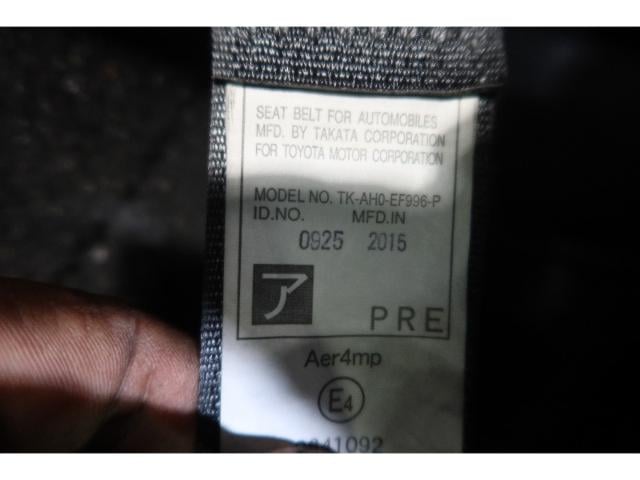 SEAT BELT FOR AUTOMOBILES
MFD. BY TAKATA CORPORATION
FOR TOYOTA MOTOR CORPORATION
MODEL NO. TK-AH0-EF996-P
ID.NO. MFD.IN
0925 2015
ア PRE
Aer4mp
E4